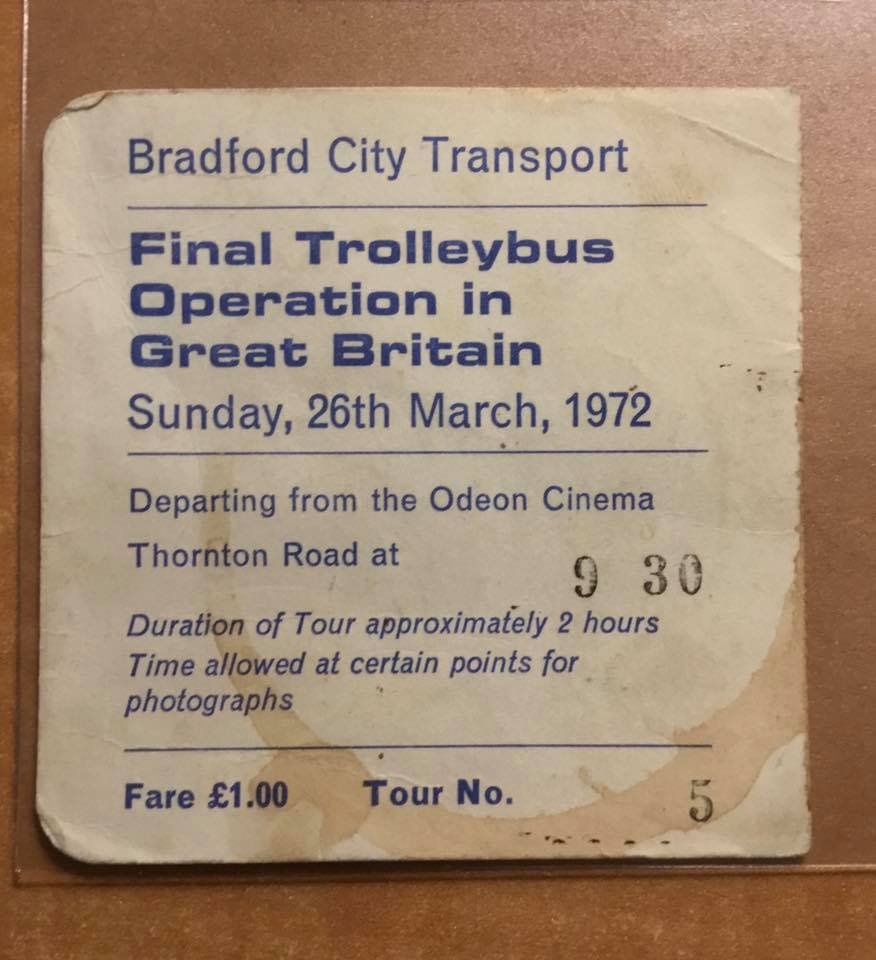 Bradford City Transport
Final Trolleybus
Operation in
Great Britain
Sunday, 26th March, 1972
Departing from the Odeon Cinema
Thornton Road at 9 30
Duration of Tour approximately 2 hours
Time allowed at certain points for
photographs
Fare £1.00 Tour No. 5